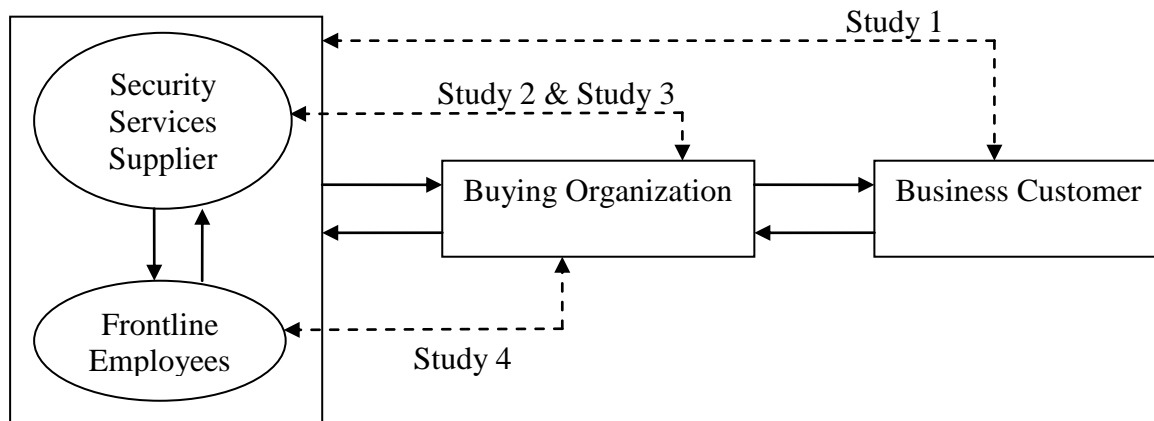 Study 1
Security
Services
Supplier
Study 2 & Study 3
Buying Organization
Business Customer
Frontline
Employees
Study 4